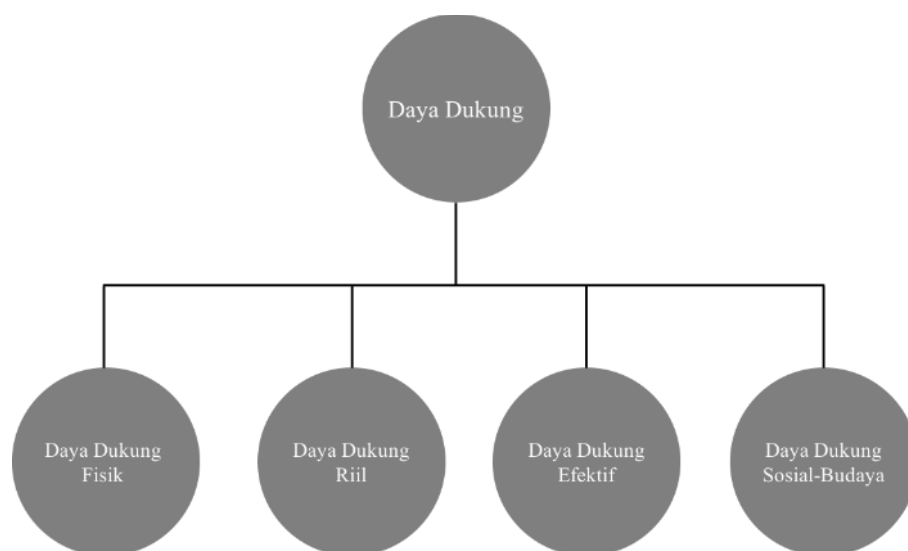 Daya Dukung
Daya Dukung
Fisik
Daya Dukung
Riil
Daya Dukung
Efektif
Daya Dukung
Sosial-Budaya